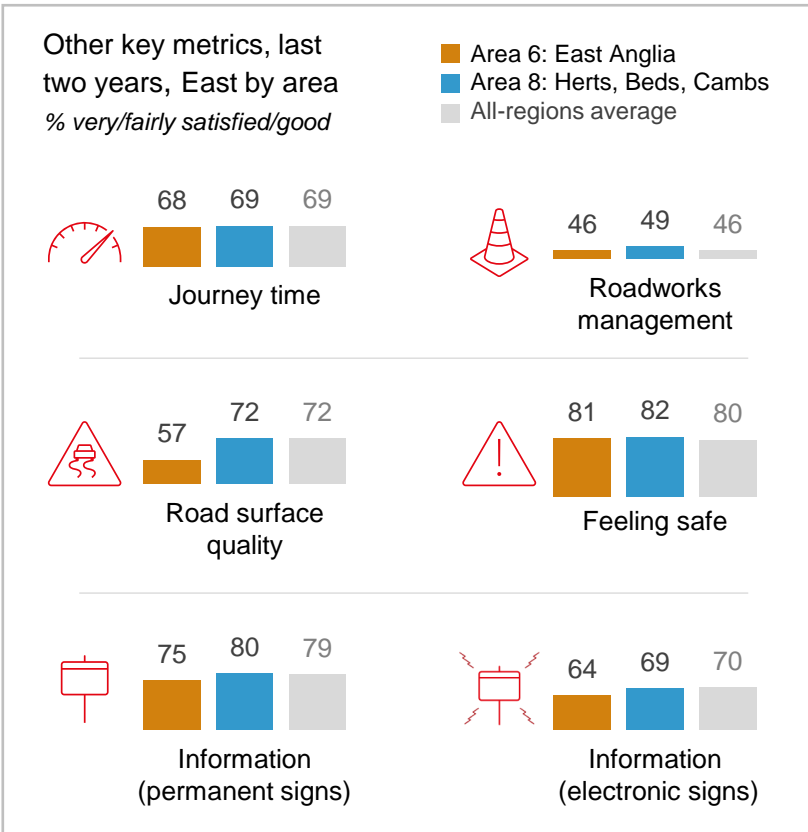 Other key metrics, last
two years, East by area
% very/fairly satisfied/good
Area 6: East Anglia
Area 8: Herts, Beds, Cambs
All-regions average
68 69 69
Journey time
46 49 46
Roadworks
management
57 72 72
Road surface
quality
81 82 80
Feeling safe
75 80 79
Information
(permanent signs)
64 69 70
Information
(electronic signs)